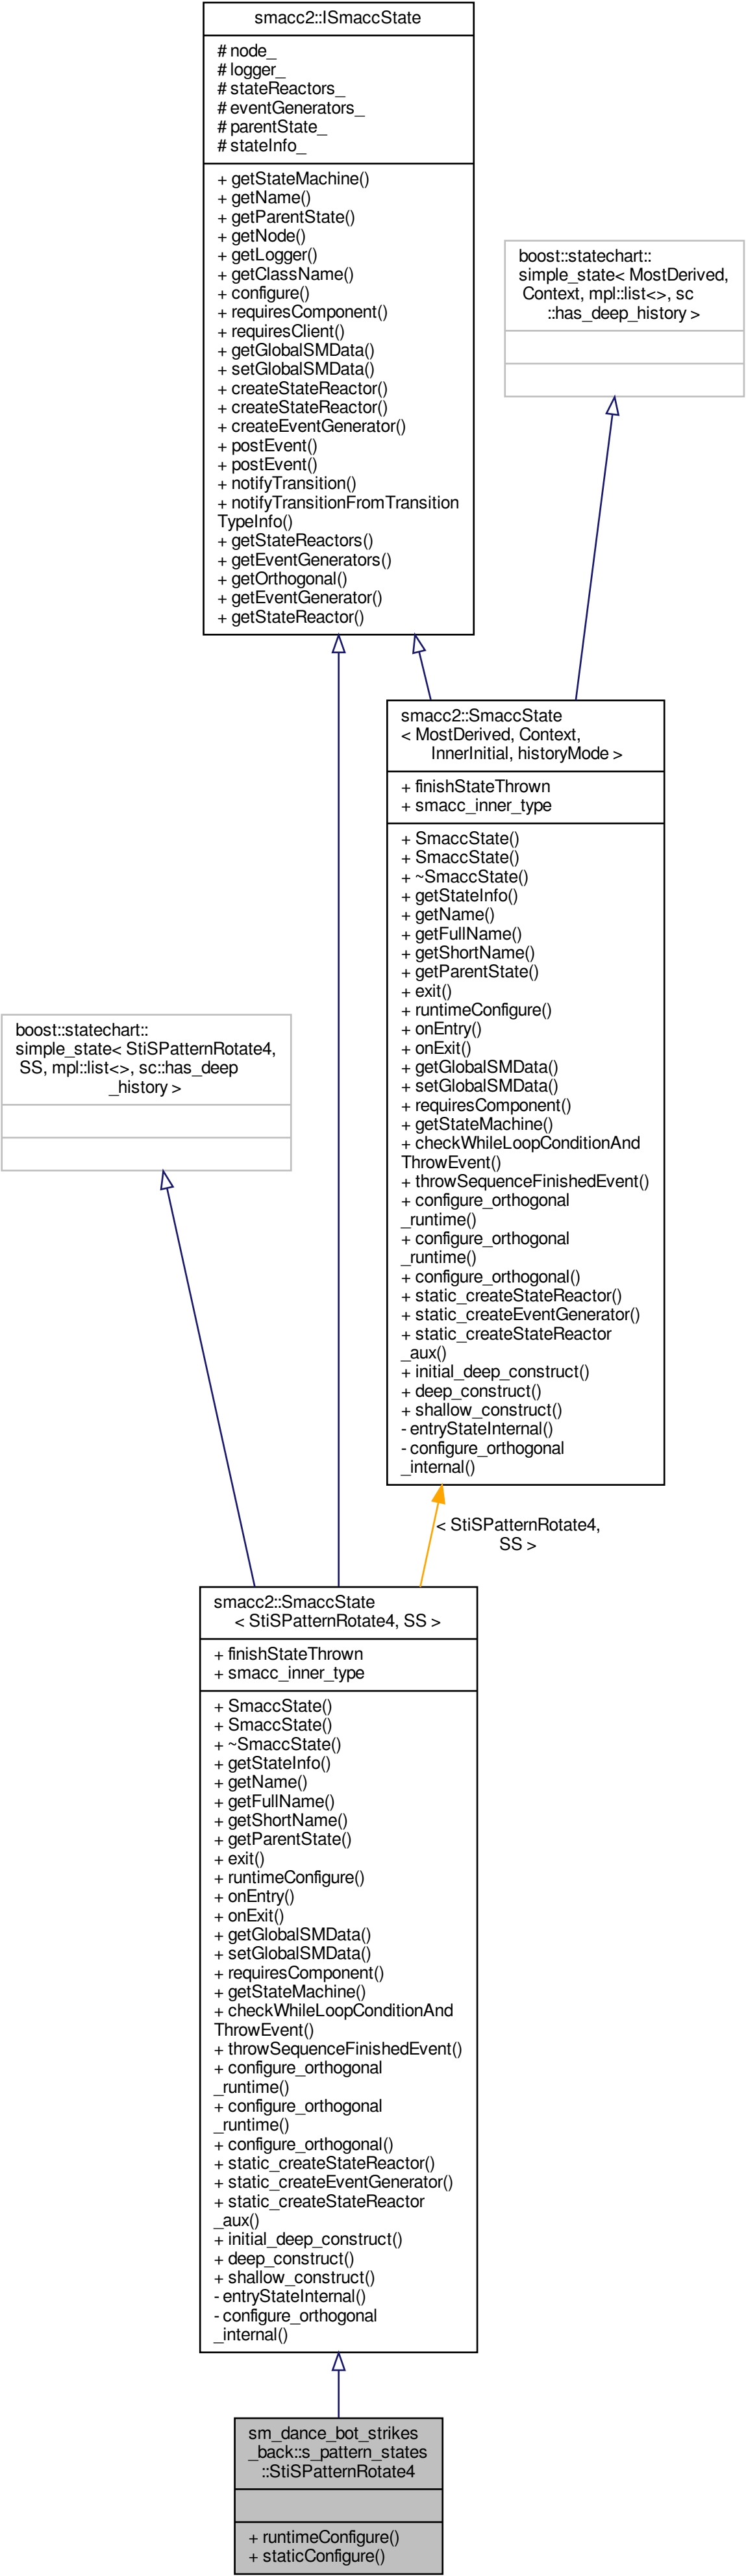 smacc2::ISmaccState
# node_
# logger_
# stateReactors_
# eventGenerators_
# parentState_
# stateInfo_
+ getStateMachine()
+ getName()
+ getParentState()
+ getNode()
+ getLogger()
+ getClassName()
+ configure()
+ requiresComponent()
+ requiresClient()
+ getGlobalSMData()
+ setGlobalSMData()
+ createStateReactor()
+ createStateReactor()
+ createEventGenerator()
+ postEvent()
+ postEvent()
+ notifyTransition()
+ notifyTransitionFromTransition
TypeInfo()
+ getStateReactors()
+ getEventGenerators()
+ getOrthogonal()
+ getEventGenerator()
+ getStateReactor()
boost::statechart::
simple_state< MostDerived,
Context, mpl::list<>, sc
::has_deep_history >
smacc2::SmaccState
< MostDerived, Context,
InnerInitial, historyMode >
+ finishStateThrown
+ smacc_inner_type
+ SmaccState()
+ SmaccState()
+ ~SmaccState()
+ getStateInfo()
+ getName()
+ getFullName()
+ getShortName()
+ getParentState()
+ exit()
+ runtimeConfigure()
+ onEntry()
+ onExit()
+ getGlobalSMData()
+ setGlobalSMData()
+ requiresComponent()
+ getStateMachine()
+ checkWhileLoopConditionAnd
ThrowEvent()
+ throwSequenceFinishedEvent()
+ configure_orthogonal
_runtime()
+ configure_orthogonal
_runtime()
+ configure_orthogonal()
+ static_createStateReactor()
+ static_createEventGenerator()
+ static_createStateReactor
_aux()
+ initial_deep_construct()
+ deep_construct()
+ shallow_construct()
- entryStateInternal()
- configure_orthogonal
_internal()
boost::statechart::
simple_state< StiSPatternRotate4,
SS, mpl::list<>, sc::has_deep
_history >
< StiSPatternRotate4,
SS >
smacc2::SmaccState
< StiSPatternRotate4, SS >
+ finishStateThrown
+ smacc_inner_type
+ SmaccState()
+ SmaccState()
+ ~SmaccState()
+ getStateInfo()
+ getName()
+ getFullName()
+ getShortName()
+ getParentState()
+ exit()
+ runtimeConfigure()
+ onEntry()
+ onExit()
+ getGlobalSMData()
+ setGlobalSMData()
+ requiresComponent()
+ getStateMachine()
+ checkWhileLoopConditionAnd
ThrowEvent()
+ throwSequenceFinishedEvent()
+ configure_orthogonal
_runtime()
+ configure_orthogonal
_runtime()
+ configure_orthogonal()
+ static_createStateReactor()
+ static_createEventGenerator()
+ static_createStateReactor
_aux()
+ initial_deep_construct()
+ deep_construct()
+ shallow_construct()
- entryStateInternal()
- configure_orthogonal
_internal()
sm_dance_bot_strikes
_back::s_pattern_states
::StiSPatternRotate4
+ runtimeConfigure()
+ staticConfigure()